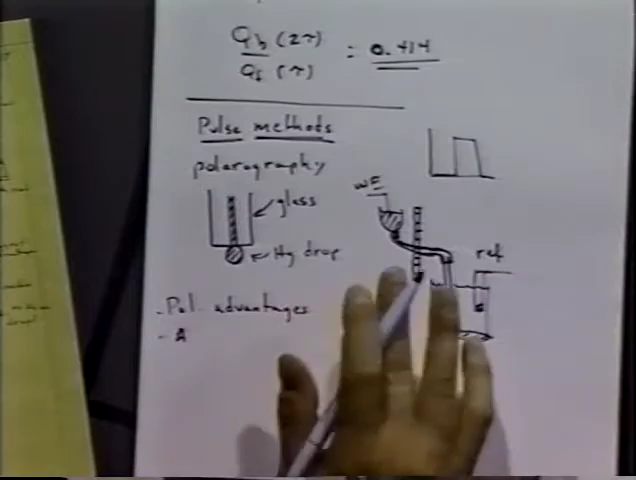 Qb (2τ) / Qf (τ) = 0.414
Pulse methods
polarography
WE
glass
ref
Hg drop
- Pol. advantages
- A